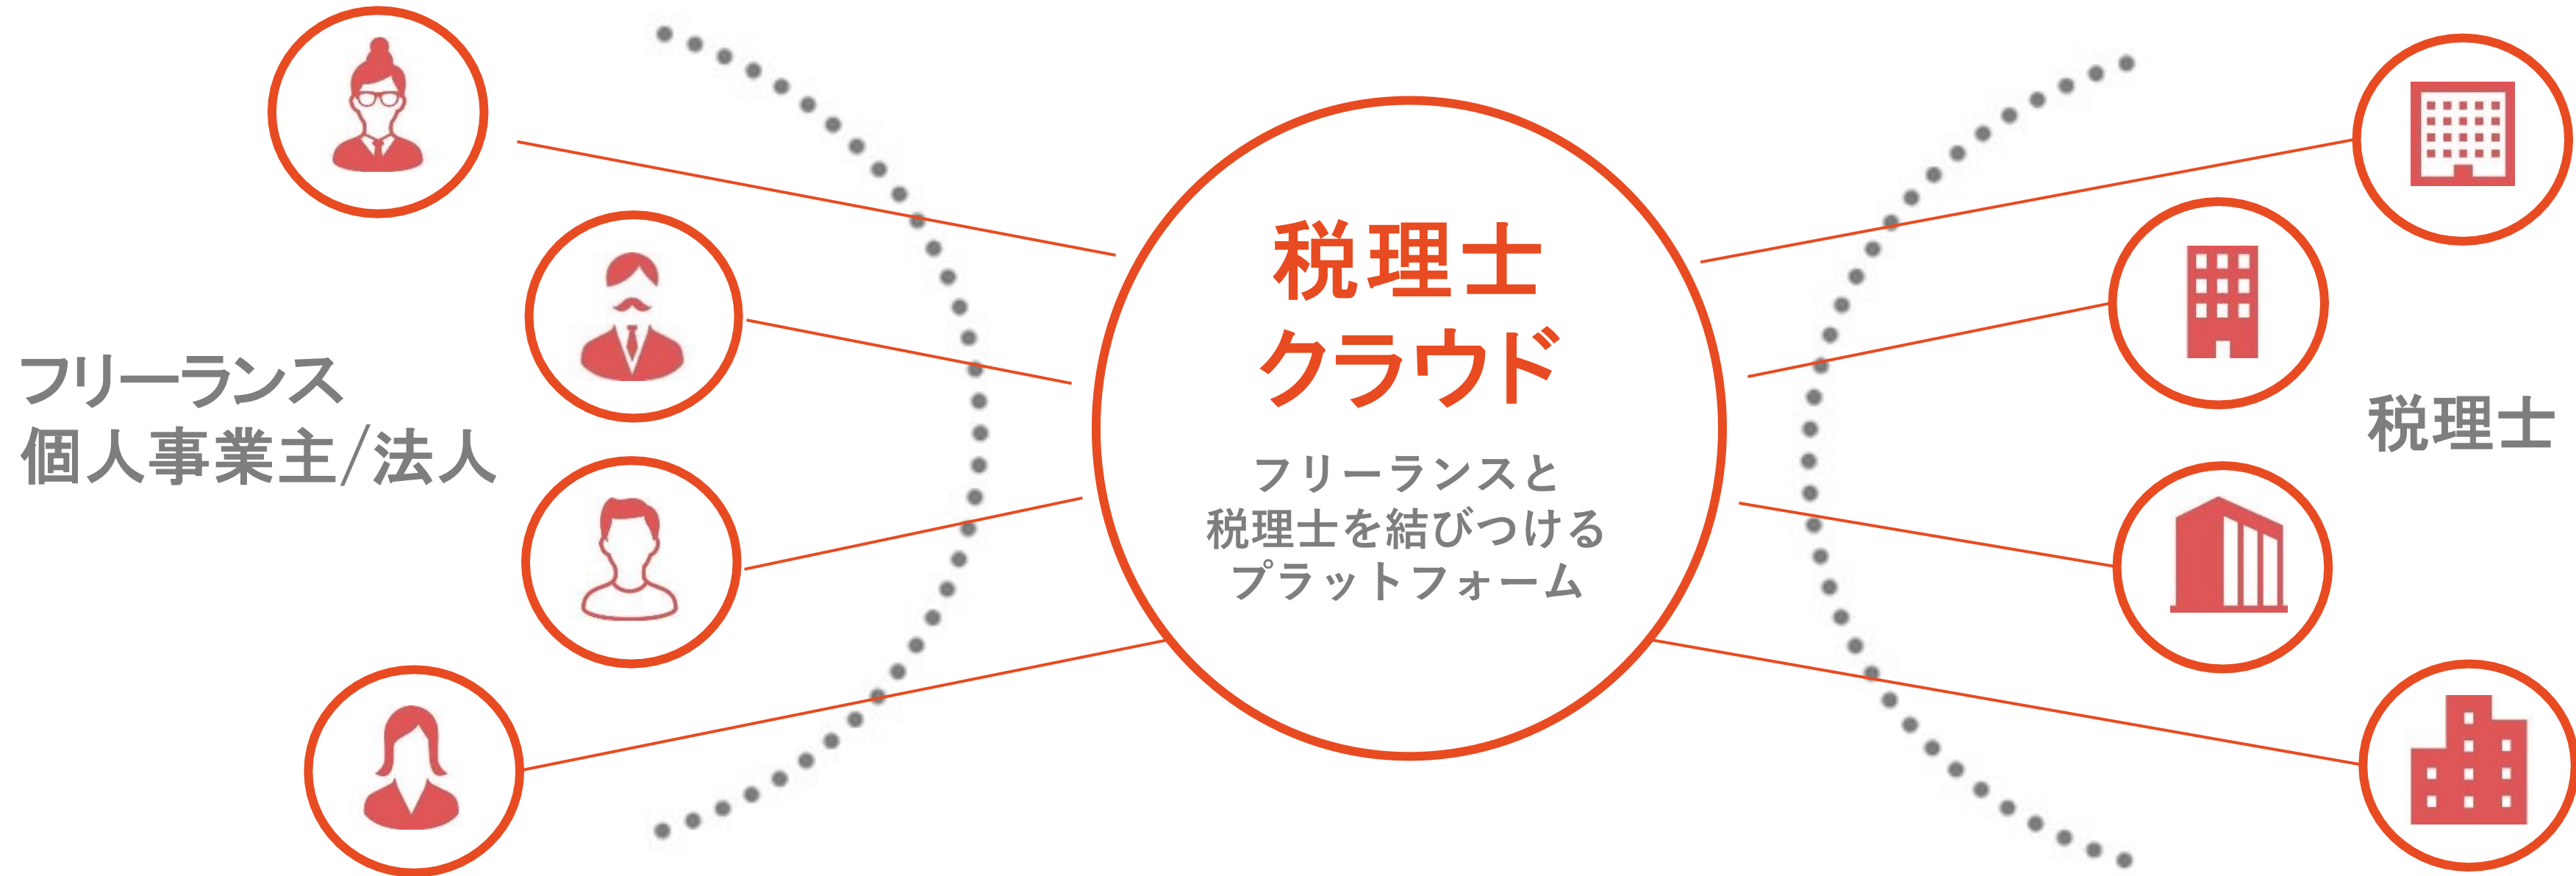 フリーランス
個人事業主/法人
税理士
クラウド
フリーランスと
税理士を結びつける
プラットフォーム
税理士